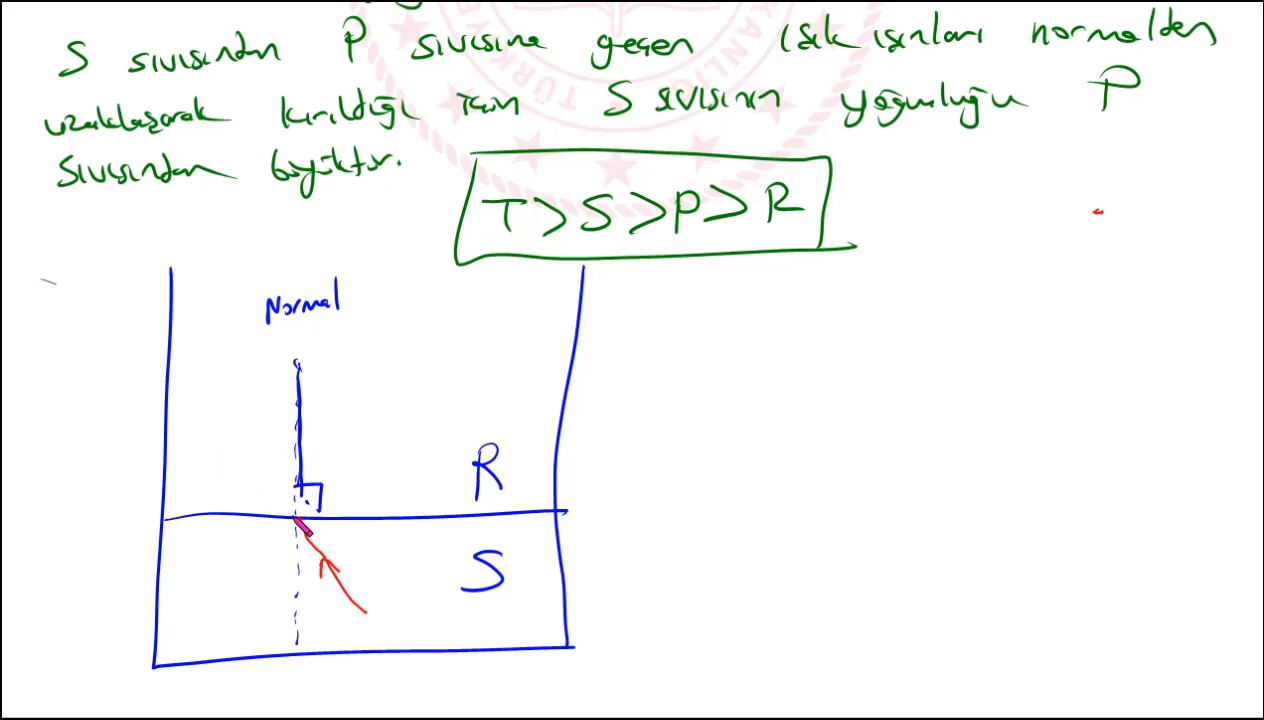 S sıvısından P sıvısına geçen ışık ışınları normalden
uzaklaşarak kırıldığı için S sıvısının yoğunluğu P
sıvısından büyüktür.
T>S>P>R
Normal
R
S